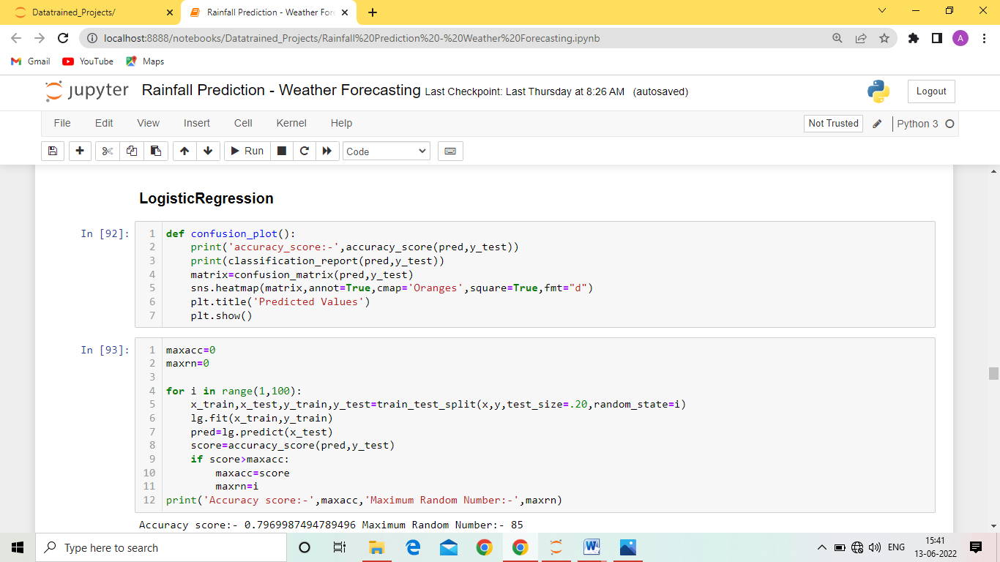 Datatrained_Projects/
Rainfall Prediction - Weather Fore
localhost:8888/notebooks/Datatrained_Projects/Rainfall%20Prediction%20-%20Weather%20Forecasting.ipynb
A
Gmail YouTube Maps
jupyter Rainfall Prediction - Weather Forecasting Last Checkpoint: Last Thursday at 8:26 AM (autosaved)
Logout
File Edit View Insert Cell Kernel Help
Not Trusted Python 3
Run Code
LogisticRegression
In [92]:
1 def confusion_plot():
2     print('accuracy_score:-',accuracy_score(pred,y_test))
3     print(classification_report(pred,y_test))
4     matrix=confusion_matrix(pred,y_test)
5     sns.heatmap(matrix,annot=True,cmap='Oranges',square=True,fmt="d")
6     plt.title('Predicted Values')
7     plt.show()
In [93]:
1 maxacc=0
2 maxrn=0
3
4 for i in range(1,100):
5     x_train,x_test,y_train,y_test=train_test_split(x,y,test_size=.20,random_state=i)
6     lg.fit(x_train,y_train)
7     pred=lg.predict(x_test)
8     score=accuracy_score(pred,y_test)
9     if score>maxacc:
10         maxacc=score
11         maxrn=i
12 print('Accuracy score:-',maxacc,'Maximum Random Number:-',maxrn)
Accuracy score:- 0.7969987494789496 Maximum Random Number:- 85
Type here to search
ENG
15:41
13-06-2022